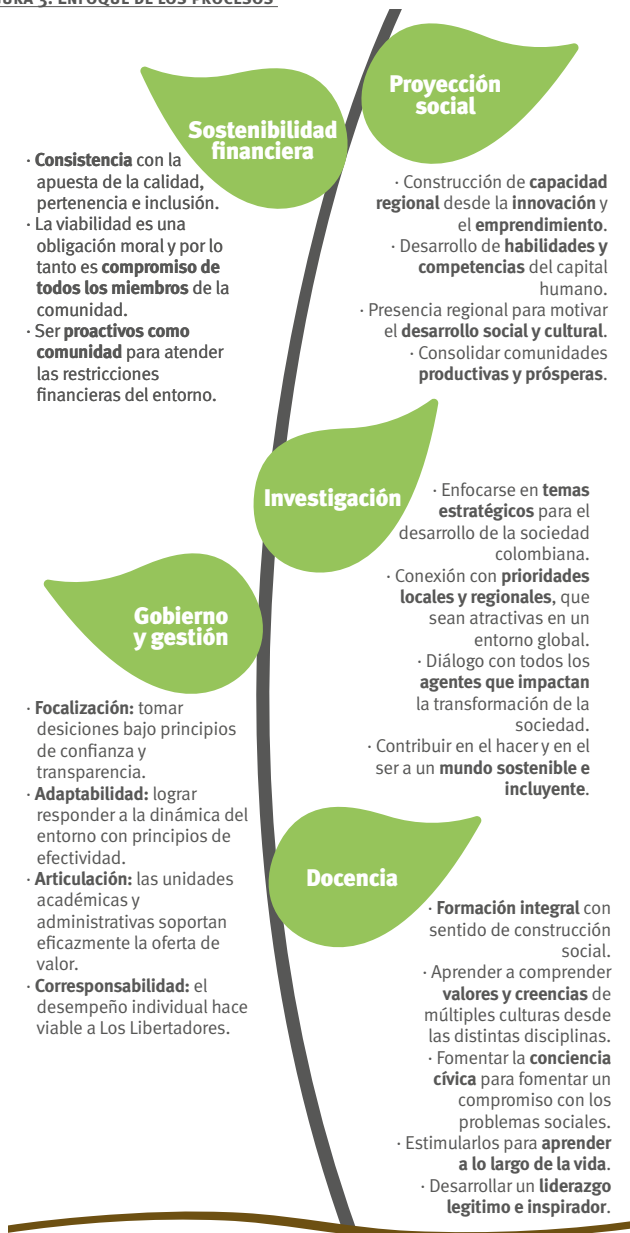 FIGURA 3. ENFOQUE DE LOS PROCESOS
Proyección
social
· Construcción de capacidad
regional desde la innovación y
el emprendimiento.
· Desarrollo de habilidades y
competencias del capital
humano.
· Presencia regional para motivar
el desarrollo social y cultural.
· Consolidar comunidades
productivas y prósperas.
Sostenibilidad
financiera
· Consistencia con la
apuesta de la calidad,
pertenencia e inclusión.
· La viabilidad es una
obligación moral y por lo
tanto es compromiso de
todos los miembros de la
comunidad.
· Ser proactivos como
comunidad para atender
las restricciones
financieras del entorno.
Investigación
· Enfocarse en temas
estratégicos para el
desarrollo de la sociedad
colombiana.
· Conexión con prioridades
locales y regionales, que
sean atractivas en un
entorno global.
· Diálogo con todos los
agentes que impactan
la transformación de la
sociedad.
· Contribuir en el hacer y en el
ser a un mundo sostenible e
incluyente.
Gobierno
y gestión
· Focalización: tomar
desiciones bajo principios
de confianza y
transparencia.
· Adaptabilidad: lograr
responder a la dinámica del
entorno con principios de
efectividad.
· Articulación: las unidades
académicas y
administrativas soportan
eficazmente la oferta de
valor.
· Corresponsabilidad: el
desempeño individual hace
viable a Los Libertadores.
Docencia
· Formación integral con
sentido de construcción
social.
· Aprender a comprender
valores y creencias de
múltiples culturas desde
las distintas disciplinas.
· Fomentar la conciencia
cívica para fomentar un
compromiso con los
problemas sociales.
· Estimularlos para aprender
a lo largo de la vida.
· Desarrollar un liderazgo
legitimo e inspirador.